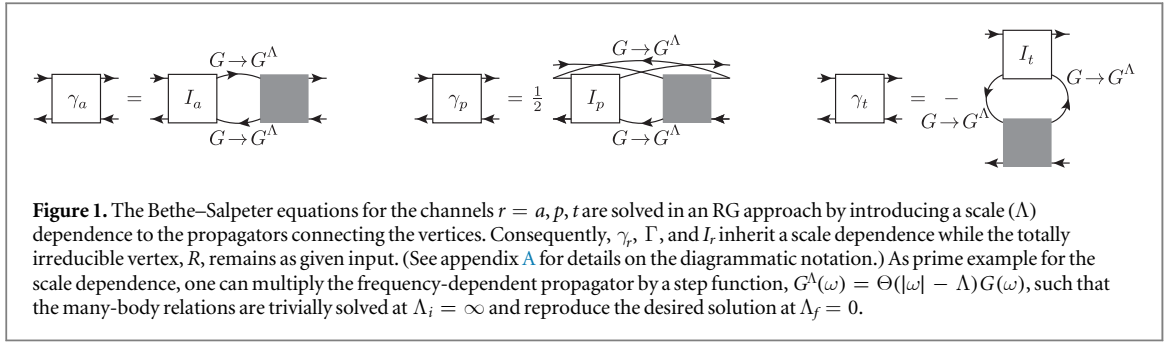 γ_a = I_a G→G^Λ G→G^Λ
γ_p = 1/2 I_p G→G^Λ G→G^Λ
γ_t = − I_t G→G^Λ G→G^Λ
Figure 1. The Bethe–Salpeter equations for the channels r = a, p, t are solved in an RG approach by introducing a scale (Λ)
dependence to the propagators connecting the vertices. Consequently, γ_r, Γ, and I_r inherit a scale dependence while the totally
irreducible vertex, R, remains as given input. (See appendix A for details on the diagrammatic notation.) As prime example for the
scale dependence, one can multiply the frequency-dependent propagator by a step function, G^Λ(ω) = Θ(|ω| − Λ)G(ω), such that
the many-body relations are trivially solved at Λ_i = ∞ and reproduce the desired solution at Λ_f = 0.